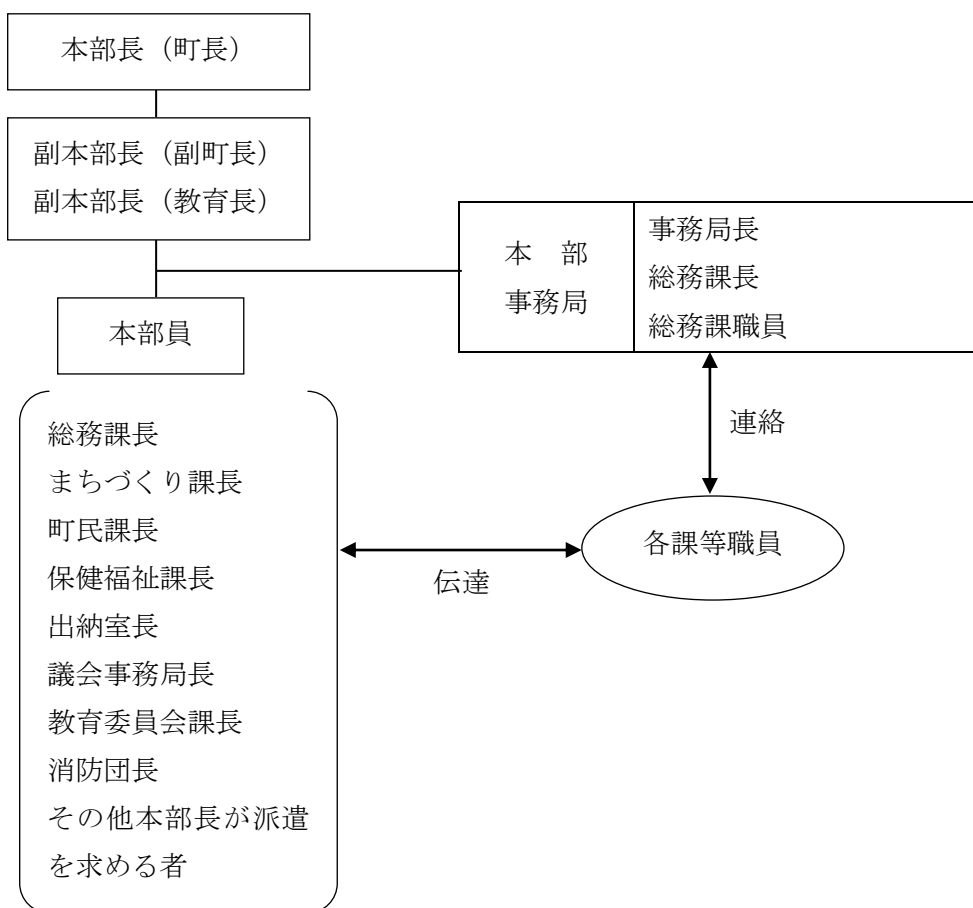 本部長（町長）
副本部長（副町長）
副本部長（教育長）
本　部
事務局
事務局長
総務課長
総務課職員
本部員
連絡
総務課長
まちづくり課長
町民課長
保健福祉課長
出納室長
議会事務局長
教育委員会課長
消防団長
その他本部長が派遣
を求める者
各課等職員
伝達